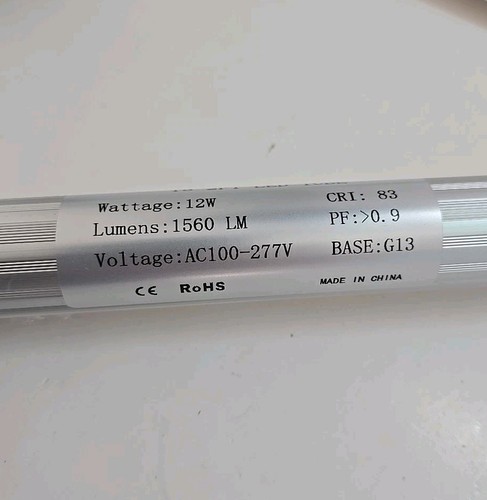 Wattage:12W
CRI: 83
Lumens:1560 LM
PF:>0.9
Voltage:AC100-277V
BASE:G13
CE RoHS
MADE IN CHINA